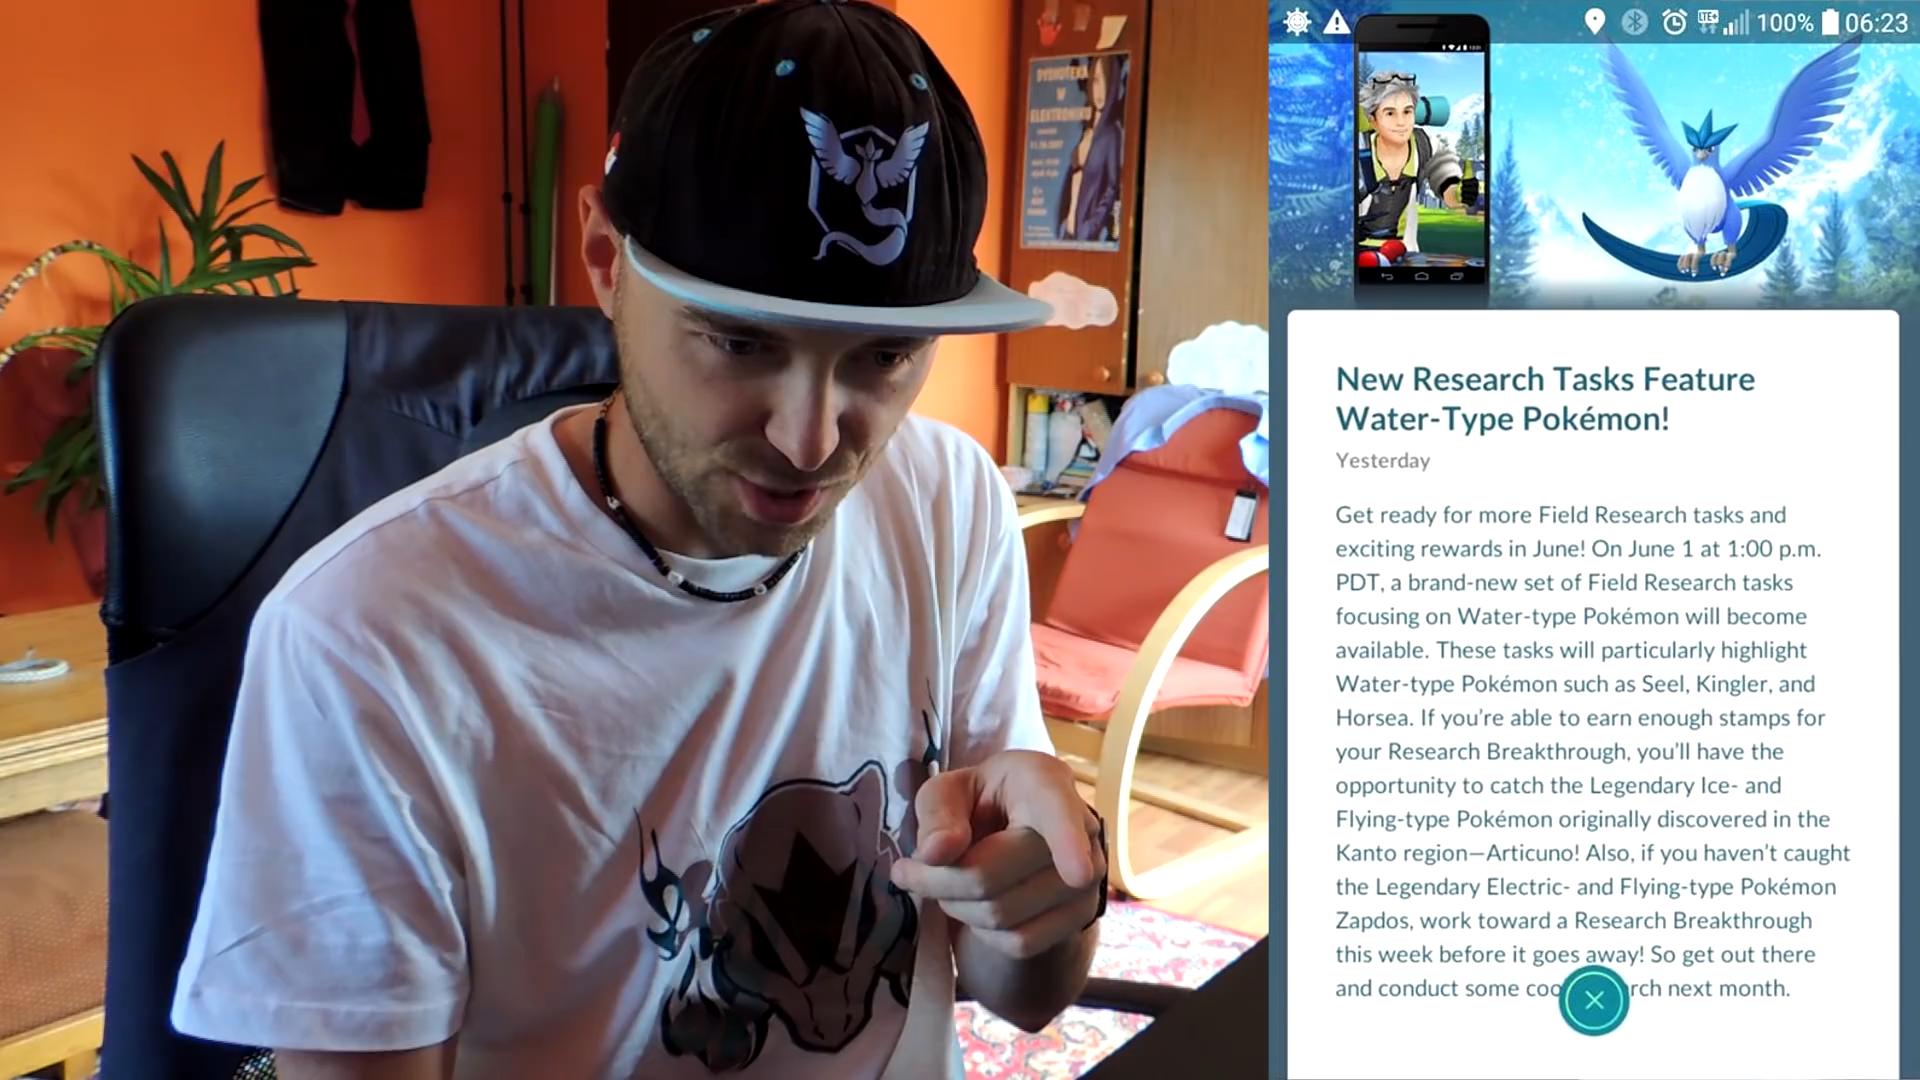 DYSKOTEKA
W
ELEKTRONIKU
100%
06:23
New Research Tasks Feature
Water-Type Pokémon!
Yesterday
Get ready for more Field Research tasks and
exciting rewards in June! On June 1 at 1:00 p.m.
PDT, a brand-new set of Field Research tasks
focusing on Water-type Pokémon will become
available. These tasks will particularly highlight
Water-type Pokémon such as Seel, Kingler, and
Horsea. If you’re able to earn enough stamps for
your Research Breakthrough, you’ll have the
opportunity to catch the Legendary Ice- and
Flying-type Pokémon originally discovered in the
Kanto region—Articuno! Also, if you haven’t caught
the Legendary Electric- and Flying-type Pokémon
Zapdos, work toward a Research Breakthrough
this week before it goes away! So get out there
and conduct some coo rch next month.